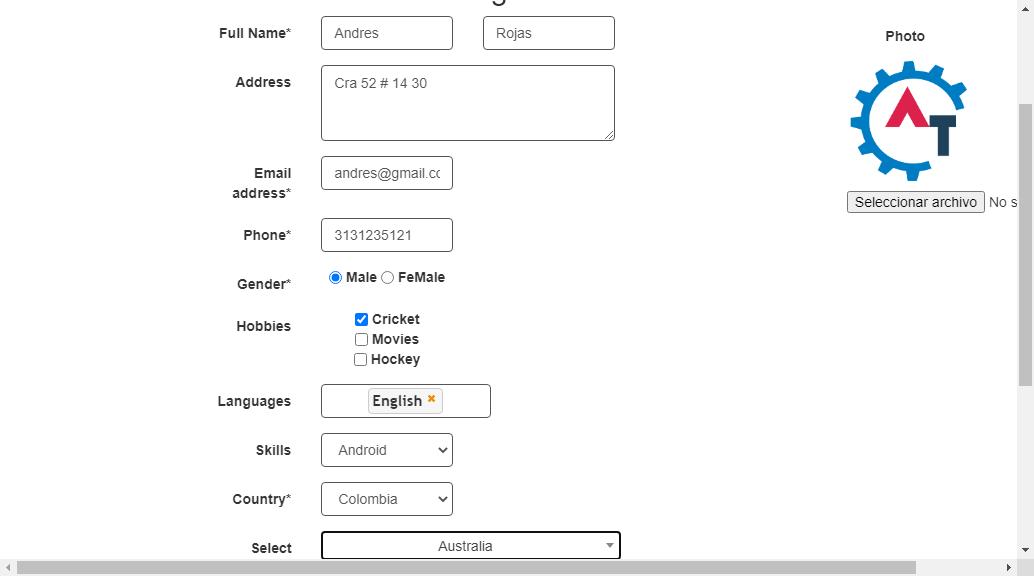 Full Name* Andres Rojas
Photo
Address Cra 52 # 14 30
Email address* andres@gmail.cc
Seleccionar archivo No s
Phone* 3131235121
Gender* Male FeMale
Hobbies Cricket
Movies
Hockey
Languages English
Skills Android
Country* Colombia
Select Australia